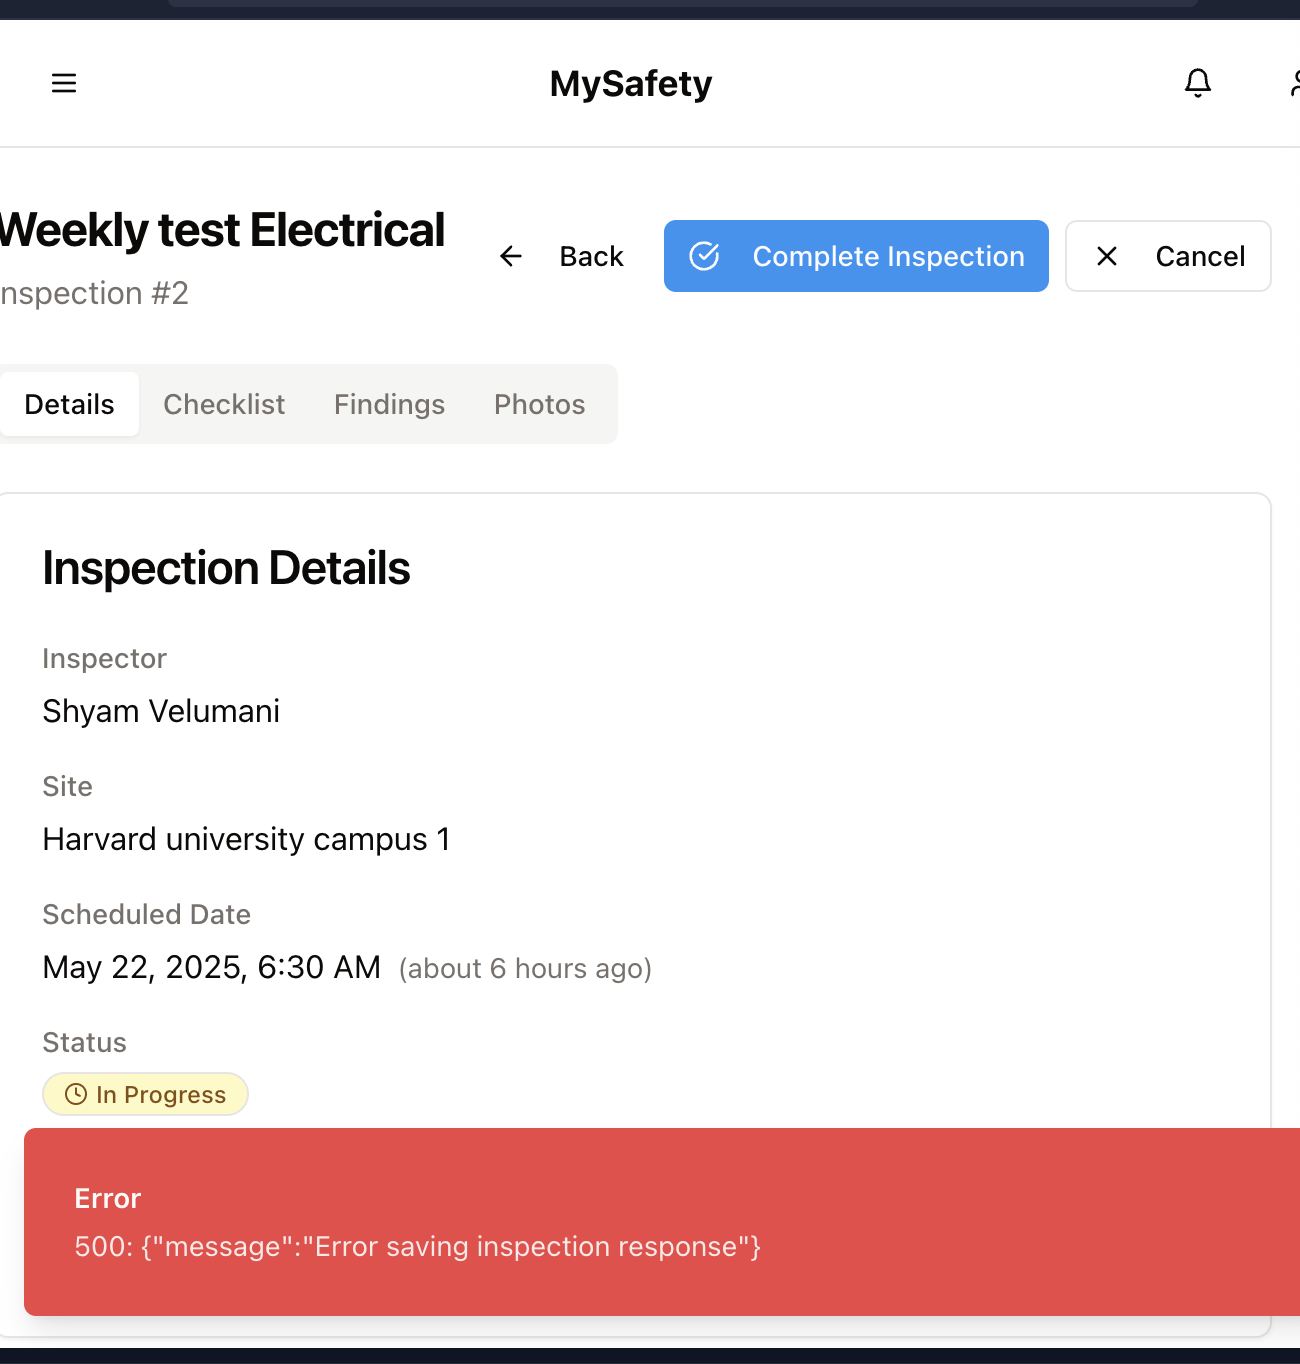 MySafety
Weekly test Electrical
nspection #2
Back
Complete Inspection
Cancel
Details
Checklist
Findings
Photos
Inspection Details
Inspector
Shyam Velumani
Site
Harvard university campus 1
Scheduled Date
May 22, 2025, 6:30 AM (about 6 hours ago)
Status
In Progress
Error
500: {"message":"Error saving inspection response"}